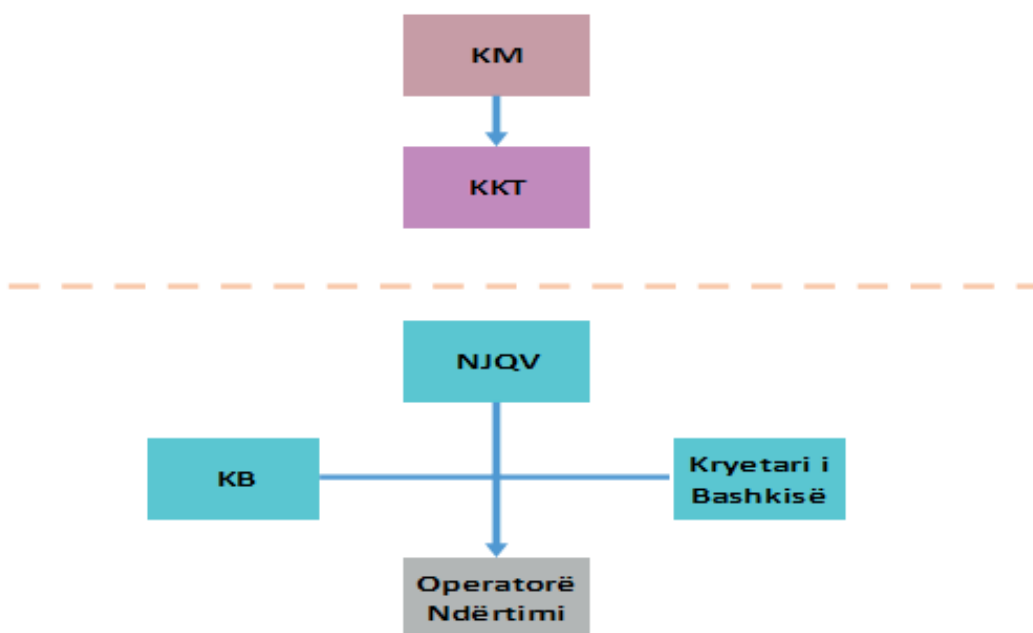 KM
KKT
NJQV
KB
Kryetari i
Bashkisë
Operatorë
Ndërtimi